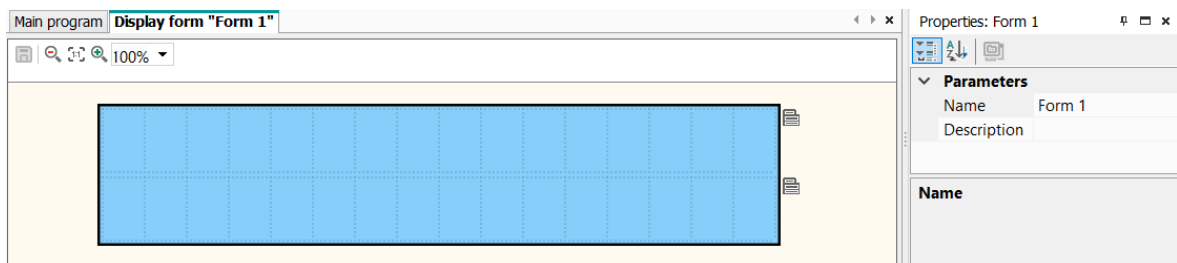 Main program
Display form "Form 1"
100%
Properties: Form 1
Parameters
Name Form 1
Description
Name